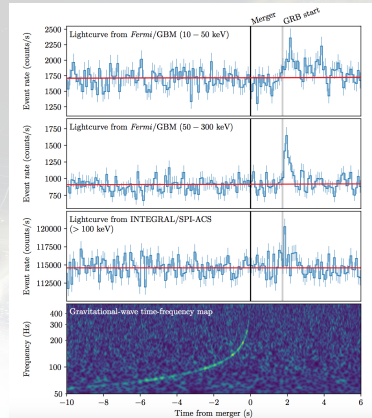 Merger
GRB start
Lightcurve from Fermi/GBM (10 − 50 keV)
Event rate (counts/s)
2500
2250
2000
1750
1500
1250
Lightcurve from Fermi/GBM (50 − 300 keV)
Event rate (counts/s)
1750
1500
1250
1000
750
Lightcurve from INTEGRAL/SPI-ACS
(> 100 keV)
Event rate (counts/s)
120000
117500
115000
112500
Gravitational-wave time-frequency map
Frequency (Hz)
400
300
200
100
50
−10 −8 −6 −4 −2 0 2 4 6
Time from merger (s)